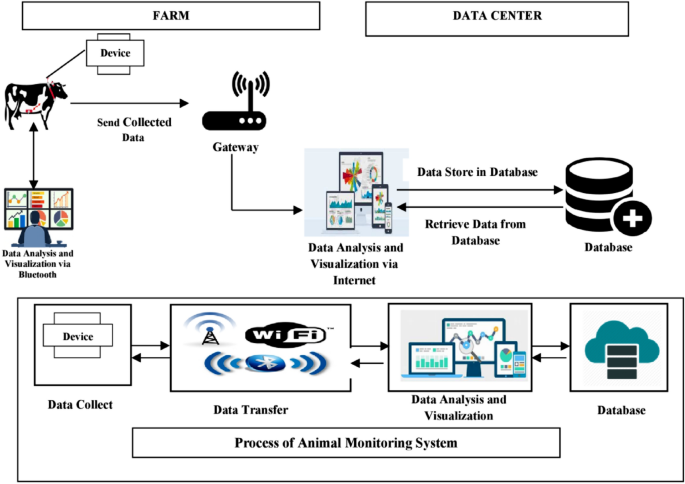 FARM
DATA CENTER
Device
Send Collected
Data
Gateway
Data Store in Database
Retrieve Data from
Database
Database
Data Analysis and
Visualization via
Bluetooth
Data Analysis and
Visualization via
Internet
Device
WiFi™
Data Collect
Data Transfer
Data Analysis and
Visualization
Database
Process of Animal Monitoring System